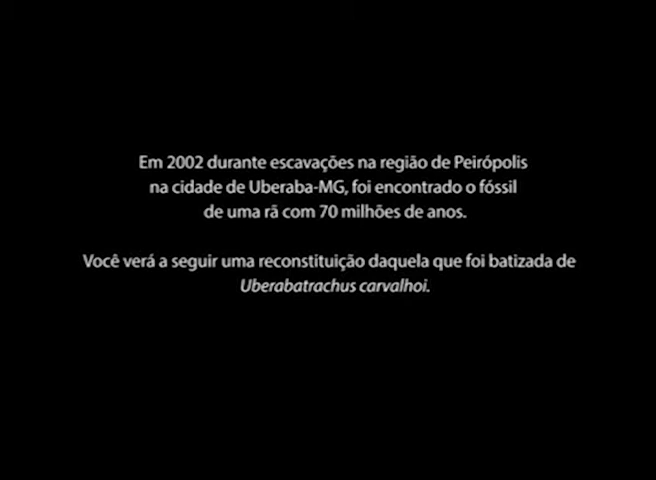 Em 2002 durante escavações na região de Peirópolis
na cidade de Uberaba-MG, foi encontrado o fóssil
de uma rã com 70 milhões de anos.
Você verá a seguir uma reconstituição daquela que foi batizada de
Uberabatrachus carvalhoi.